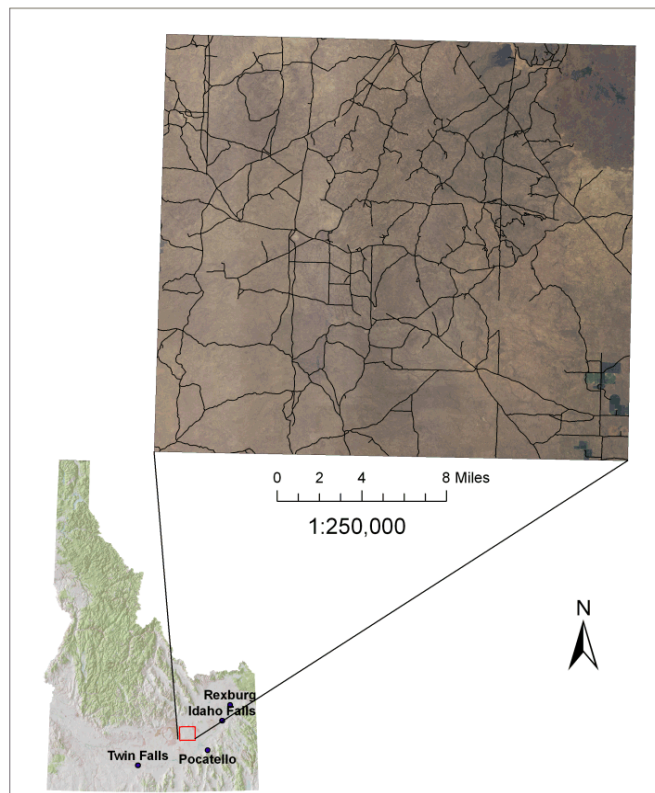 0 2 4 8 Miles
1:250,000
N
Rexburg
Idaho Falls
Twin Falls
Pocatello